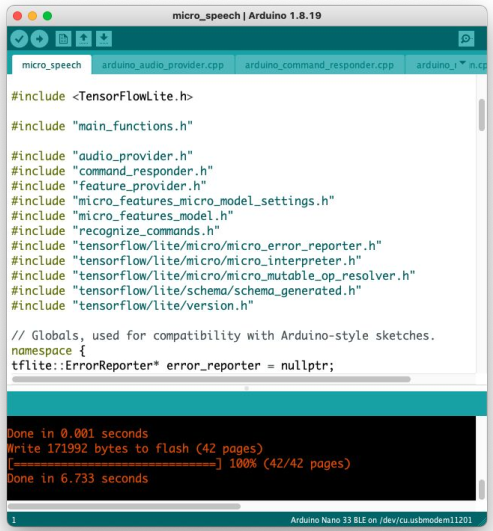 micro_speech | Arduino 1.8.19
micro_speech arduino_audio_provider.cpp arduino_command_responder.cpp
#include <TensorFlowLite.h>
#include "main_functions.h"
#include "audio_provider.h"
#include "command_responder.h"
#include "feature_provider.h"
#include "micro_features_micro_model_settings.h"
#include "micro_features_model.h"
#include "recognize_commands.h"
#include "tensorflow/lite/micro/micro_error_reporter.h"
#include "tensorflow/lite/micro/micro_interpreter.h"
#include "tensorflow/lite/micro/micro_mutable_op_resolver.h"
#include "tensorflow/lite/schema/schema_generated.h"
#include "tensorflow/lite/version.h"
// Globals, used for compatibility with Arduino-style sketches.
namespace {
tflite::ErrorReporter* error_reporter = nullptr;
Done in 0.001 seconds
Write 171992 bytes to flash (42 pages)
[==============================] 100% (42/42 pages)
Done in 6.733 seconds
1 Arduino Nano 33 BLE on /dev/cu.usbmodem11201